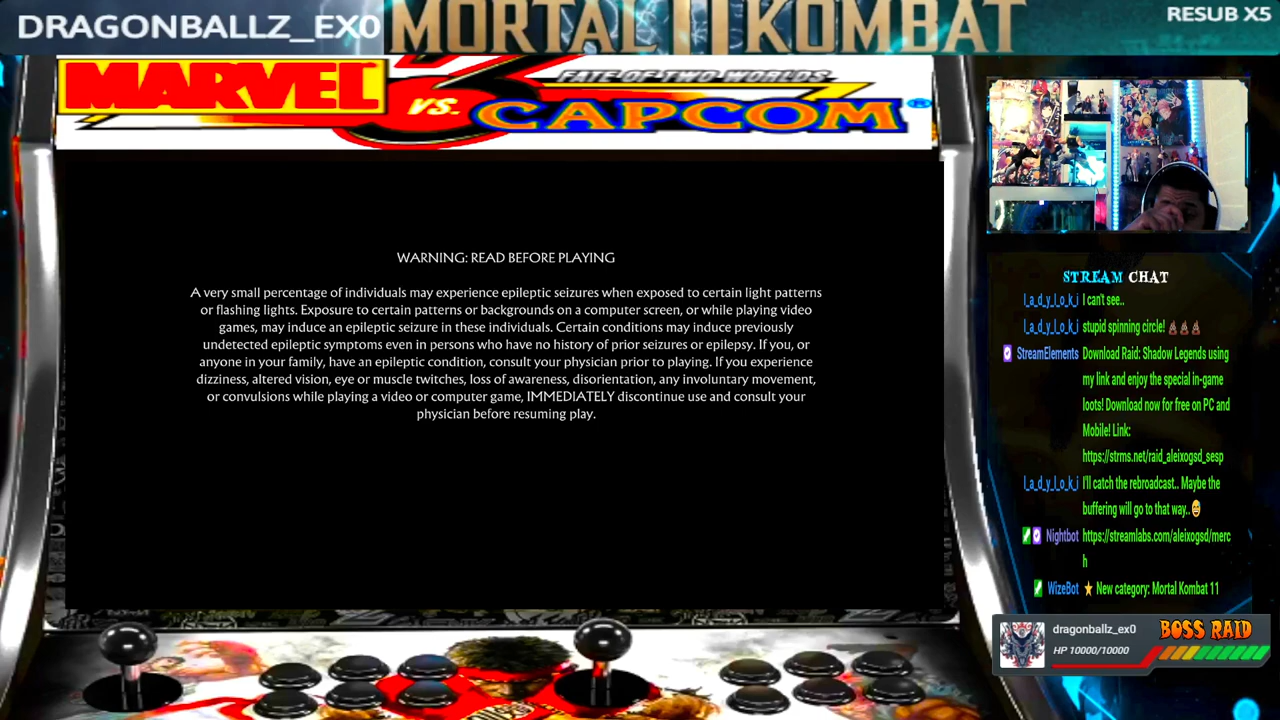 DRAGONBALLZ_EX0
MORTAL KOMBAT
RESUB X5
MARVEL VS. CAPCOM®
3
FATE OF TWO WORLDS
WARNING: READ BEFORE PLAYING
A very small percentage of individuals may experience epileptic seizures when exposed to certain light patterns
or flashing lights. Exposure to certain patterns or backgrounds on a computer screen, or while playing video
games, may induce an epileptic seizure in these individuals. Certain conditions may induce previously
undetected epileptic symptoms even in persons who have no history of prior seizures or epilepsy. If you, or
anyone in your family, have an epileptic condition, consult your physician prior to playing. If you experience
dizziness, altered vision, eye or muscle twitches, loss of awareness, disorientation, any involuntary movement,
or convulsions while playing a video or computer game, IMMEDIATELY discontinue use and consult your
physician before resuming play.
STREAM CHAT
l_a_d_y_l_o_k_i I can't see..
l_a_d_y_l_o_k_i stupid spinning circle! 🔥🔥🔥
StreamElements Download Raid: Shadow Legends using
my link and enjoy the special in-game
loots! Download now for free on PC and
Mobile! Link:
https://strms.net/raid_aleixogsd_sesp
l_a_d_y_l_o_k_i I'll catch the rebroadcast.. Maybe the
buffering will go to that way..😁
Nightbot https://streamlabs.com/aleixogsd/merc
h
WizeBot ⭐ New category: Mortal Kombat 11
dragonballz_ex0 BOSS RAID
HP 10000/10000